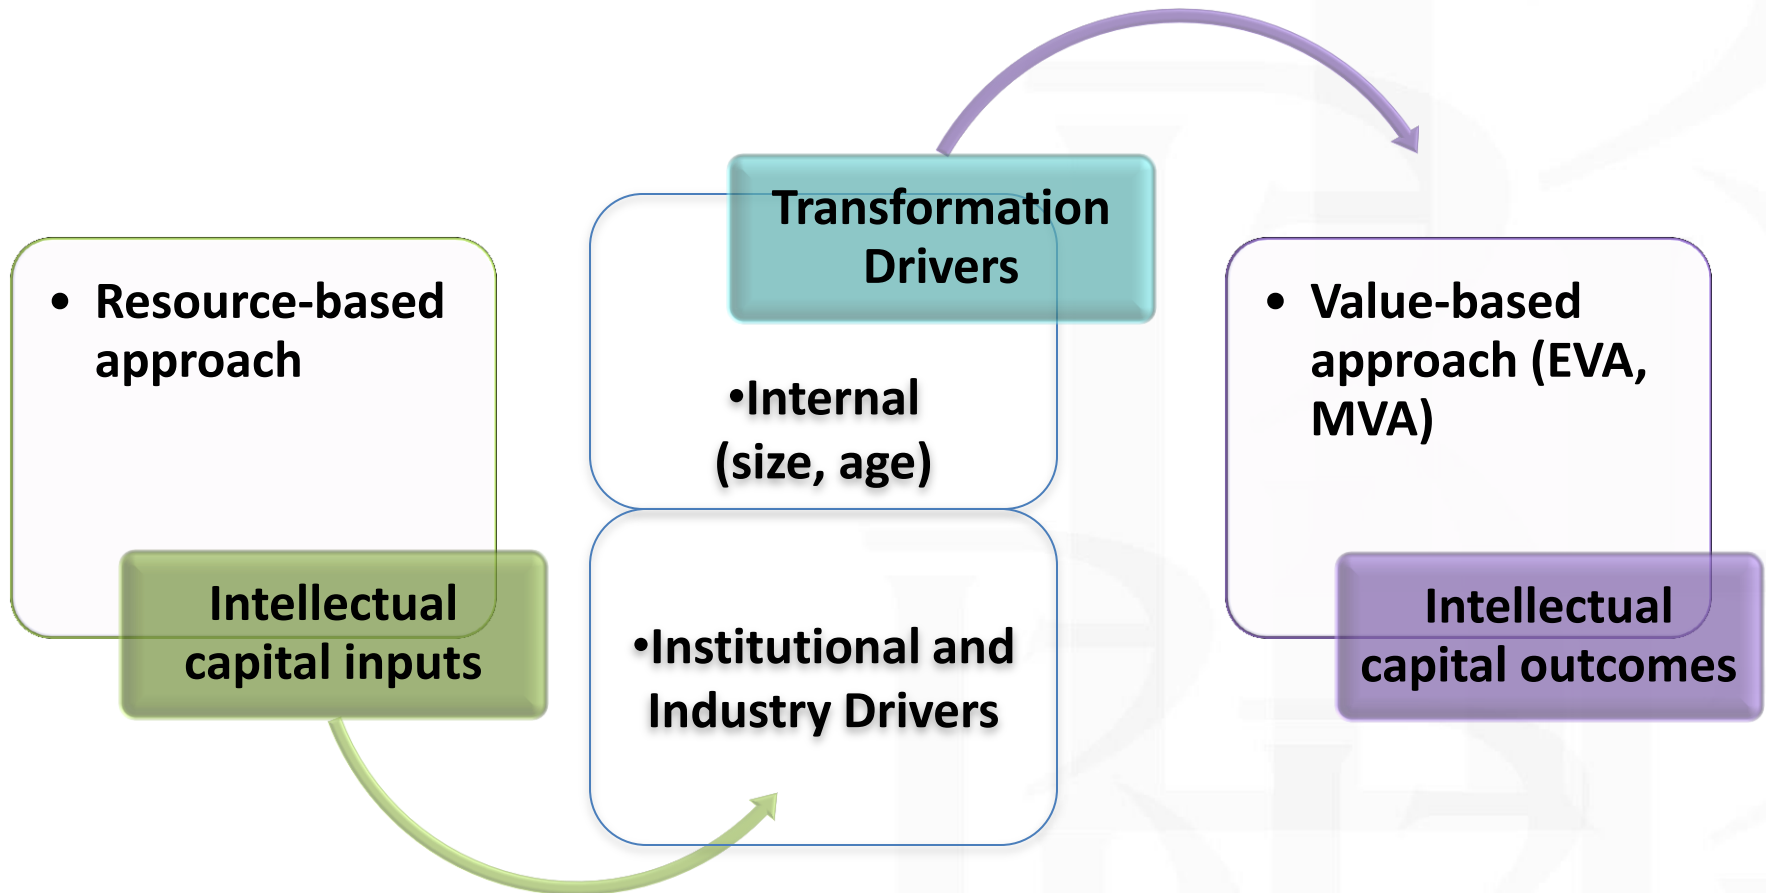 • Resource-based
approach
Intellectual
capital inputs
Transformation
Drivers
•Internal
(size, age)
•Institutional and
Industry Drivers
• Value-based
approach (EVA,
MVA)
Intellectual
capital outcomes